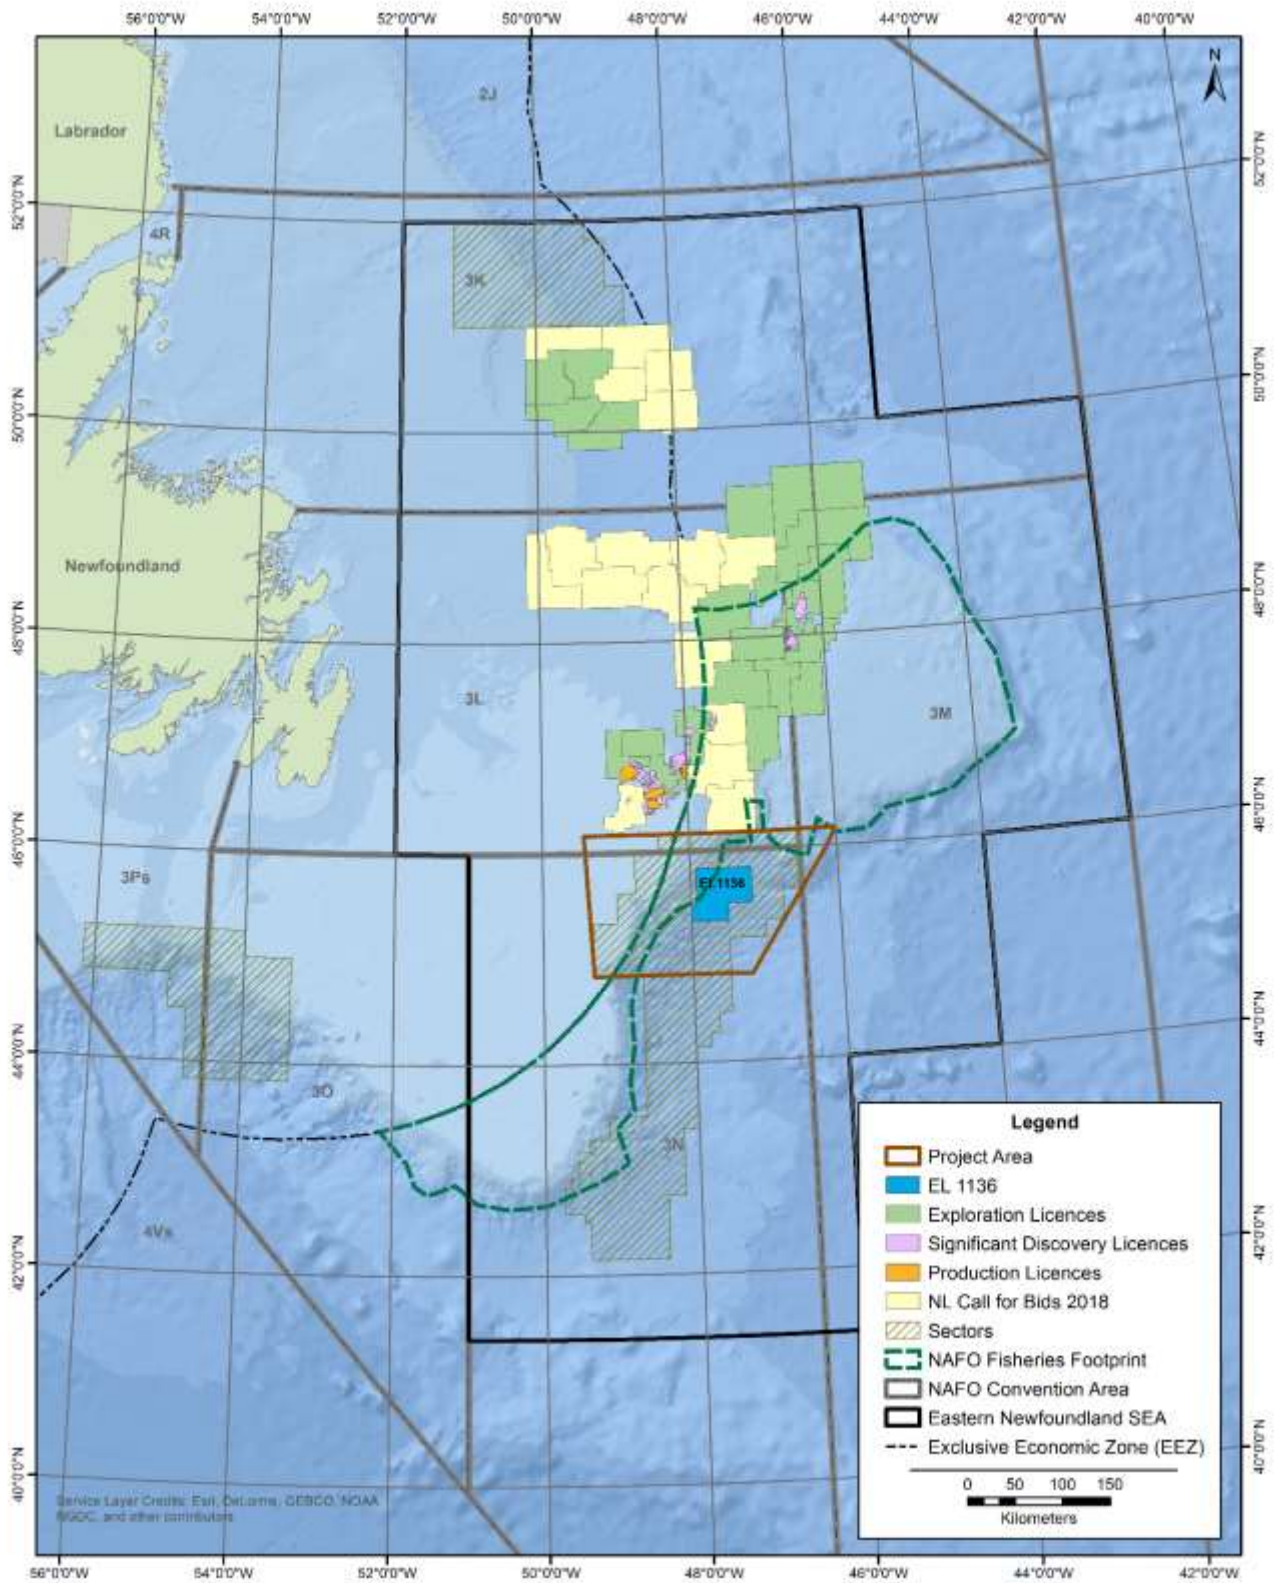 56°0'0"W 54°0'0"W 52°0'0"W 50°0'0"W 48°0'0"W 46°0'0"W 44°0'0"W 42°0'0"W 40°0'0"W
N
2J
Labrador
52°0'0"N
52°0'0"N
4R
3K
50°0'0"N
50°0'0"N
Newfoundland
48°0'0"N
48°0'0"N
3L
3M
46°0'0"N
46°0'0"N
3Ps
EL 1136
44°0'0"N
44°0'0"N
3O
3N
4Vs
42°0'0"N
42°0'0"N
40°0'0"N
40°0'0"N
Legend
Project Area
EL 1136
Exploration Licences
Significant Discovery Licences
Production Licences
NL Call for Bids 2018
Sectors
NAFO Fisheries Footprint
NAFO Convention Area
Eastern Newfoundland SEA
Exclusive Economic Zone (EEZ)
0 50 100 150
Kilometers
Service Layer Credits: Esri, DeLorme, GEBCO, NOAA
NGDC, and other contributors
56°0'0"W 54°0'0"W 52°0'0"W 50°0'0"W 48°0'0"W 46°0'0"W 44°0'0"W 42°0'0"W